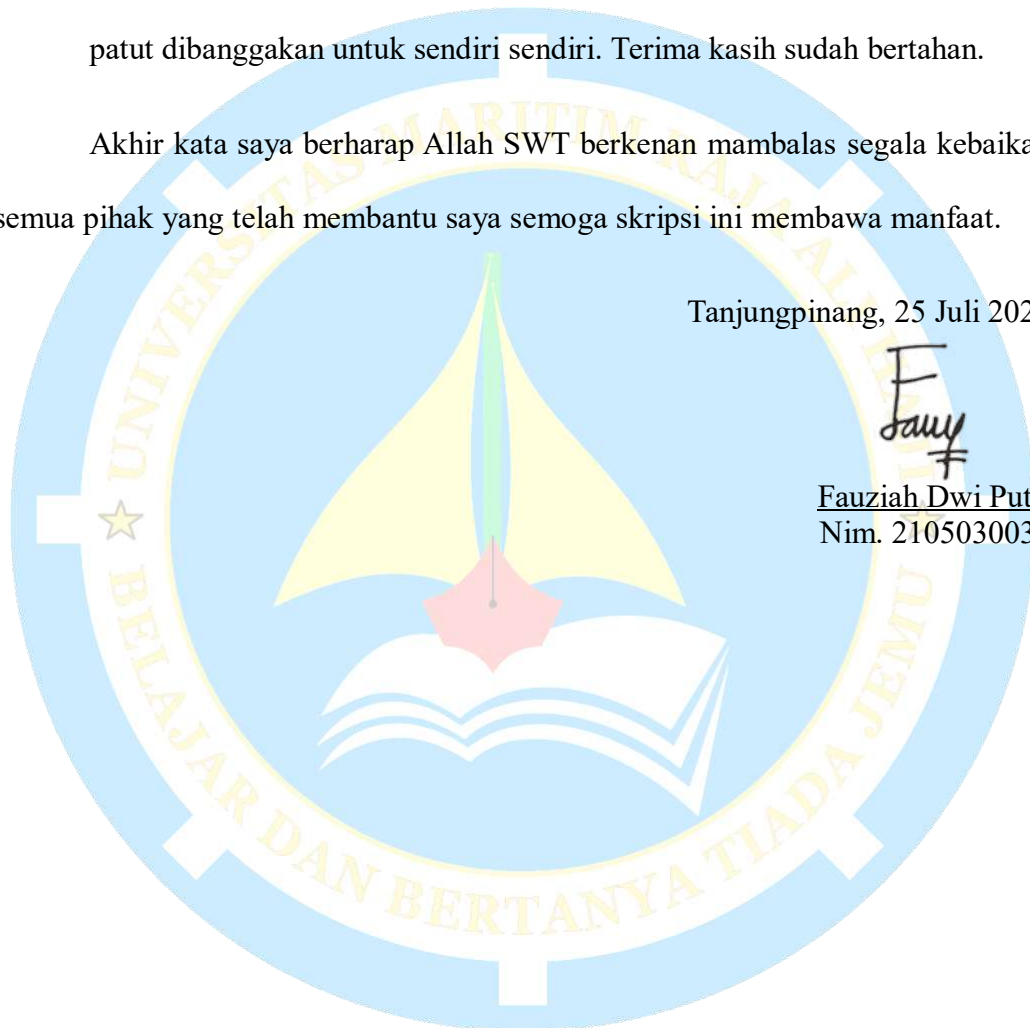 patut dibanggakan untuk sendiri sendiri. Terima kasih sudah bertahan.
Akhir kata saya berharap Allah SWT berkenan mambalas segala kebaika
semua pihak yang telah membantu saya semoga skripsi ini membawa manfaat.
Tanjungpinang, 25 Juli 202
Fauziah Dwi Put
Nim. 210503003
UNIVERSITAS MARITIM RAJA ALI HAJI
BELAJAR DAN BERTANYA TIADA JEMU